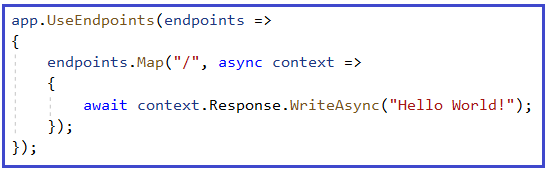 app.UseEndpoints(endpoints =>
{
    endpoints.Map("/", async context =>
    {
        await context.Response.WriteAsync("Hello World!");
    });
});